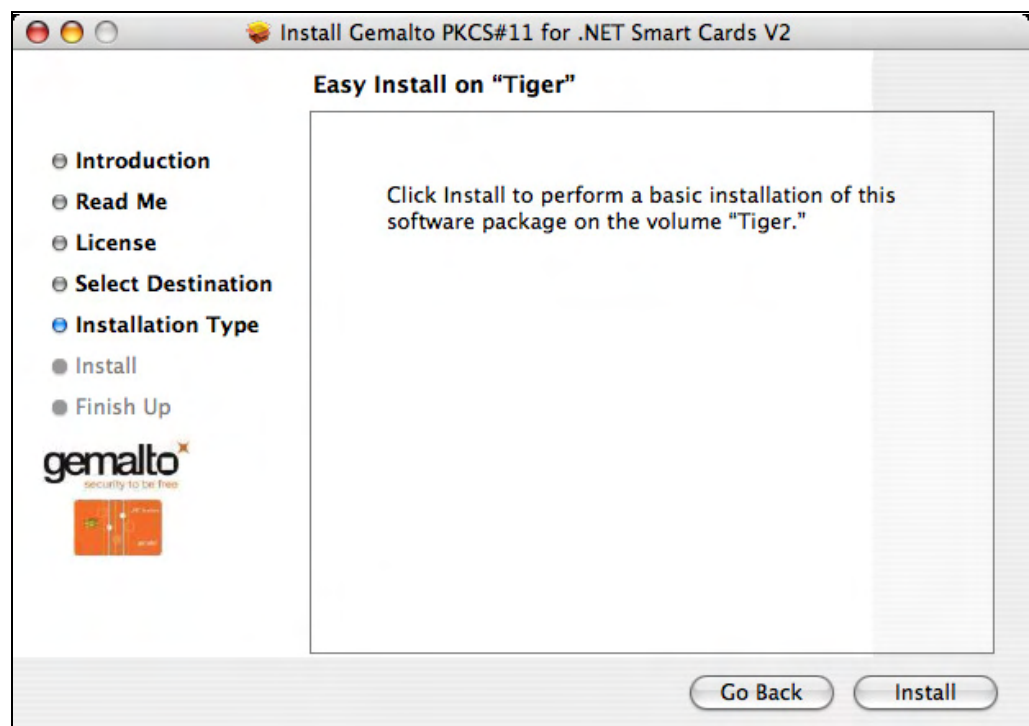 Install Gemalto PKCS#11 for .NET Smart Cards V2
Easy Install on “Tiger”
Introduction
Read Me
License
Select Destination
Installation Type
Install
Finish Up
gemalto
security to be free
Click Install to perform a basic installation of this
software package on the volume “Tiger.”
Go Back
Install